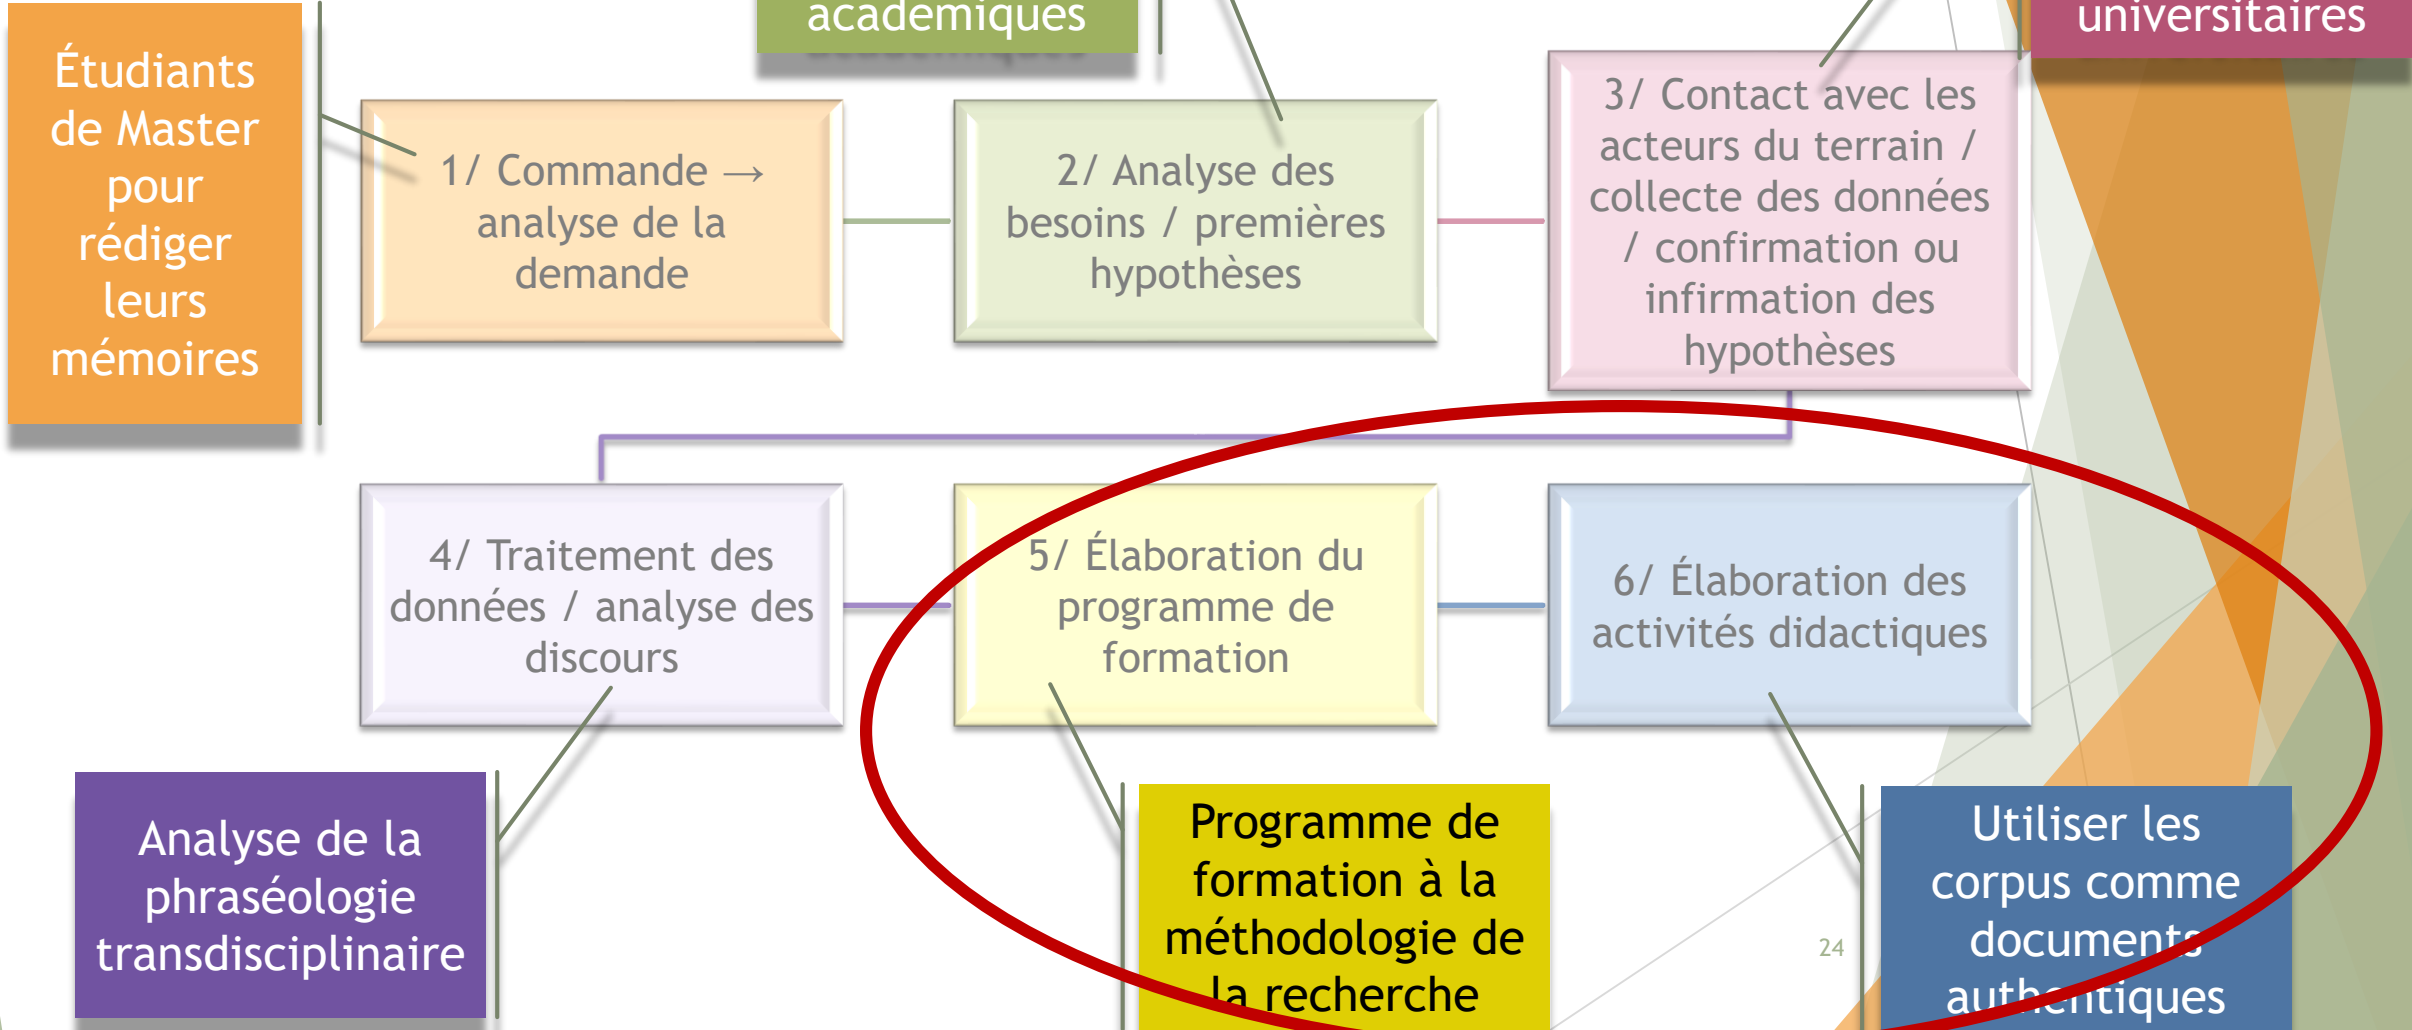 académiques
universitaires
Étudiants
de Master
pour
rédiger
leurs
mémoires
1/ Commande →
analyse de la
demande
2/ Analyse des
besoins / premières
hypothèses
3/ Contact avec les
acteurs du terrain /
collecte des données
/ confirmation ou
infirmation des
hypothèses
4/ Traitement des
données / analyse des
discours
5/ Élaboration du
programme de
formation
6/ Élaboration des
activités didactiques
Analyse de la
phraséologie
transdisciplinaire
Programme de
formation à la
méthodologie de
la recherche
24
Utiliser les
corpus comme
documents
authentiques